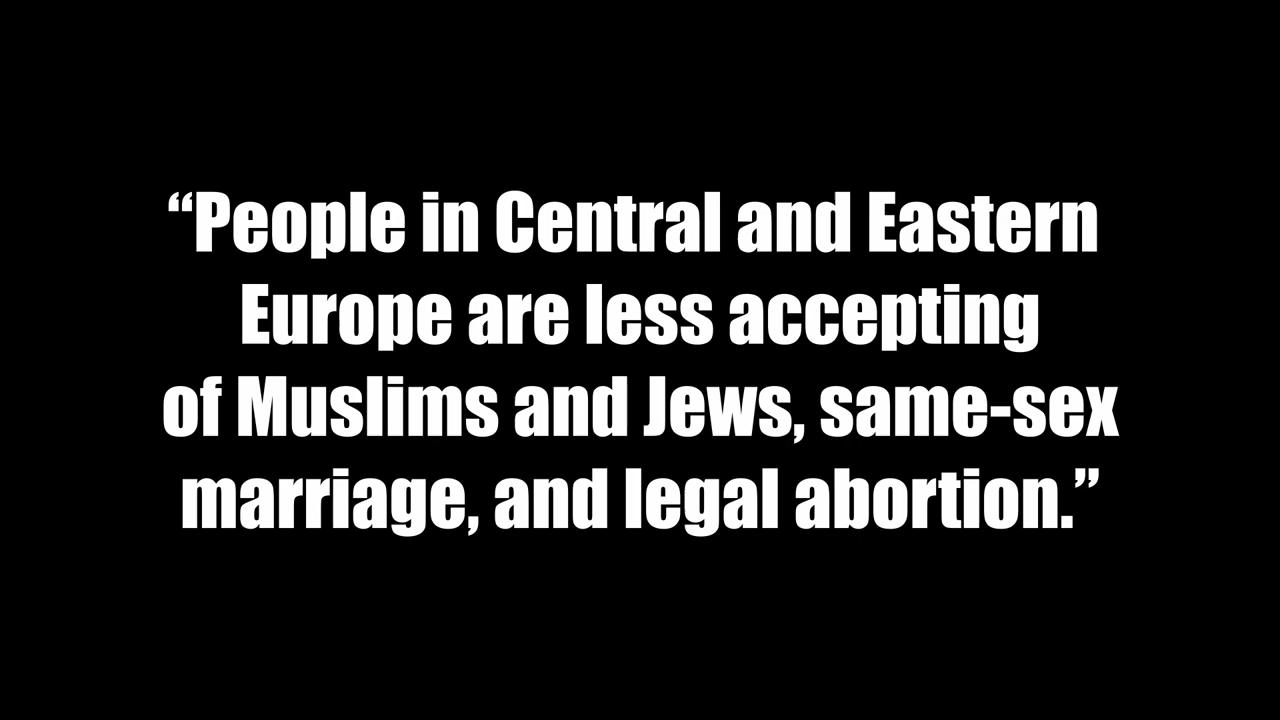 “People in Central and Eastern
Europe are less accepting
of Muslims and Jews, same-sex
marriage, and legal abortion.”